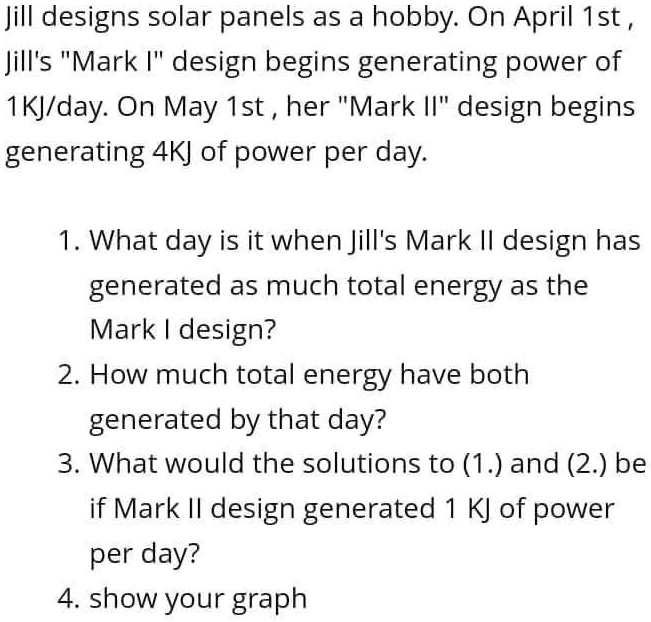 Jill designs solar panels as a hobby. On April 1st ,
Jill's "Mark I" design begins generating power of
1KJ/day. On May 1st , her "Mark II" design begins
generating 4KJ of power per day.
1. What day is it when Jill's Mark II design has
generated as much total energy as the
Mark I design?
2. How much total energy have both
generated by that day?
3. What would the solutions to (1.) and (2.) be
if Mark II design generated 1 KJ of power
per day?
4. show your graph